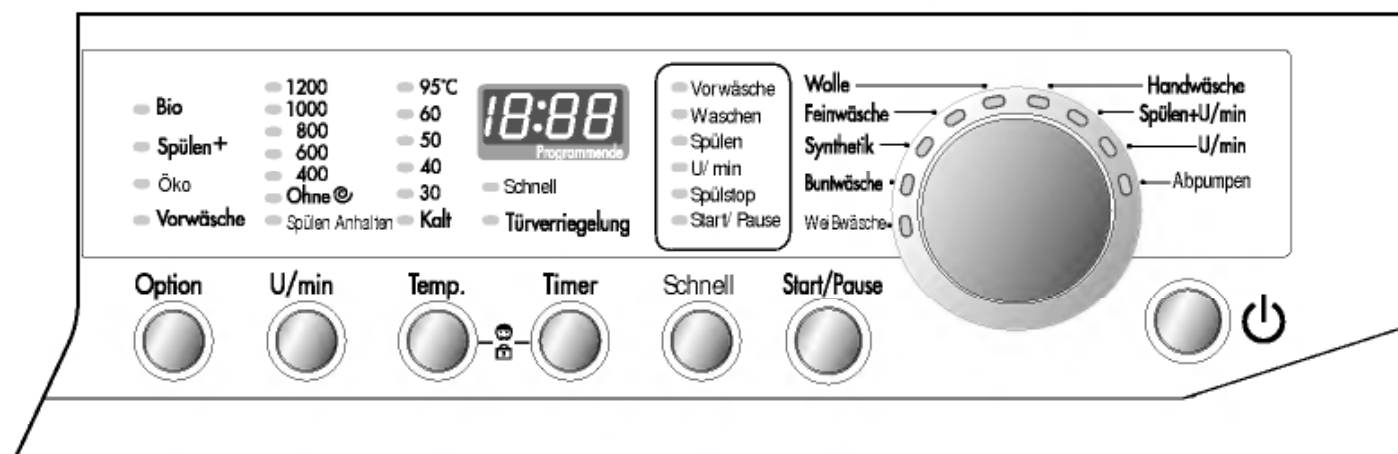 Bio
Spülen+
Öko
Vorwäsche
1200
1000
800
600
400
Ohne
Spülen Anhalten
95°C
60
50
40
30
Kalt
18:88
Programmende
Schnell
Türverriegelung
Vorwäsche
Waschen
Spülen
U/min
Spülstop
Start/Pause
Wolle
Feinwäsche
Synthetik
Buntwäsche
Weißwäsche
Handwäsche
Spülen+U/min
U/min
Abpumpen
Option
U/min
Temp.
Timer
Schnell
Start/Pause